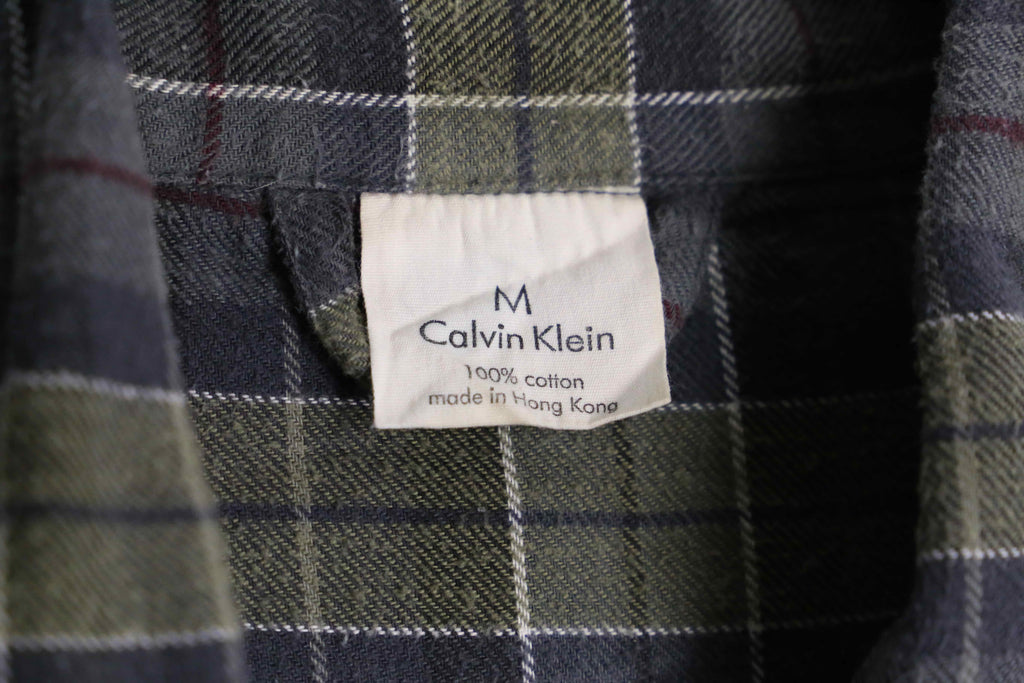 M
Calvin Klein
100% cotton
made in Hong Kong